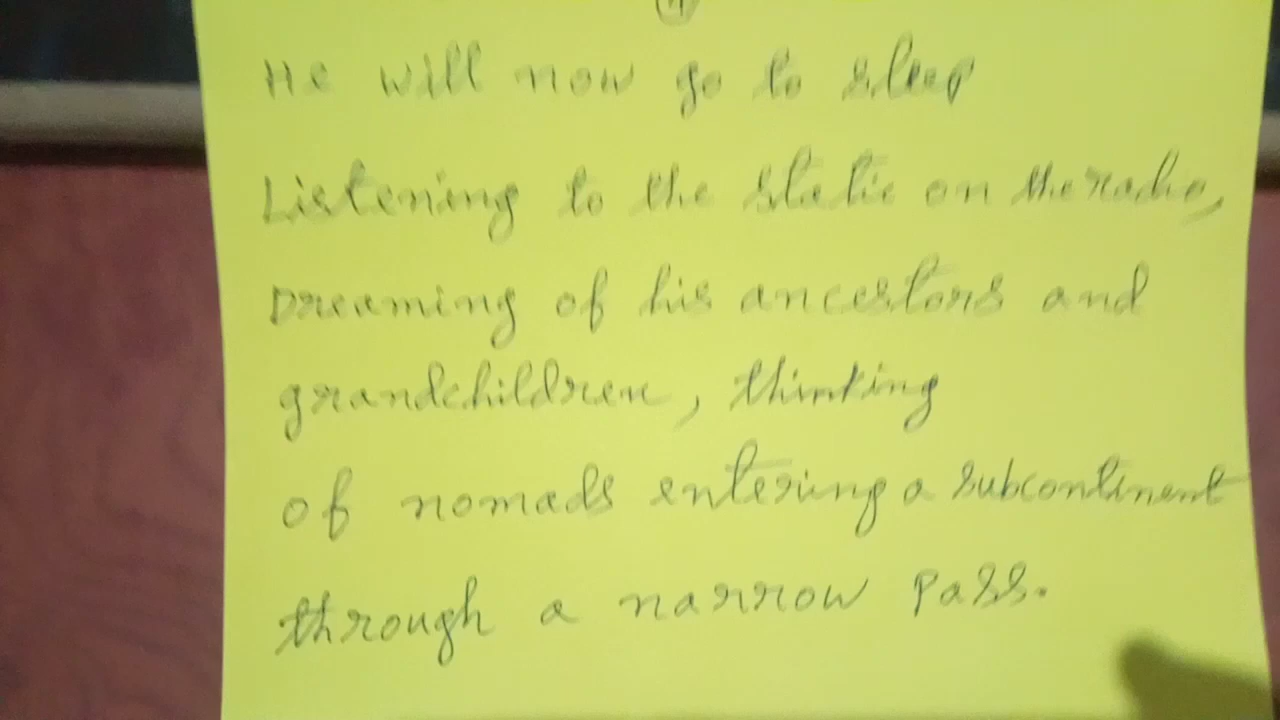 He will now go to sleep
Listening to the static on the radio,
Dreaming of his ancestors and
grandchildren, thinking
of nomads entering a subcontinent
through a narrow pass.